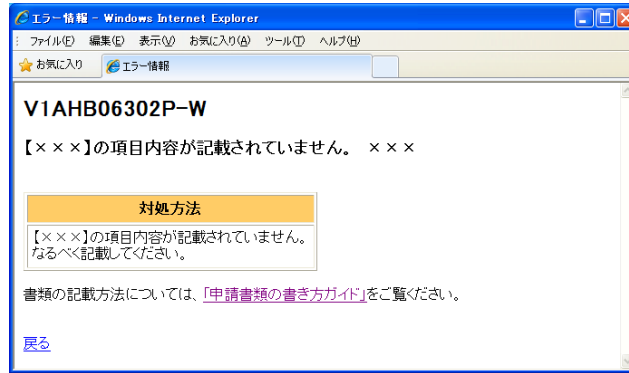 エラー情報 - Windows Internet Explorer
ファイル(F) 編集(E) 表示(V) お気に入り(A) ツール(T) ヘルプ(H)
お気に入り エラー情報
V1AHB06302P-W
【×××】の項目内容が記載されていません。 ×××
対処方法
【×××】の項目内容が記載されていません。
なるべく記載してください。
書類の記載方法については、「申請書類の書き方ガイド」をご覧ください。
戻る